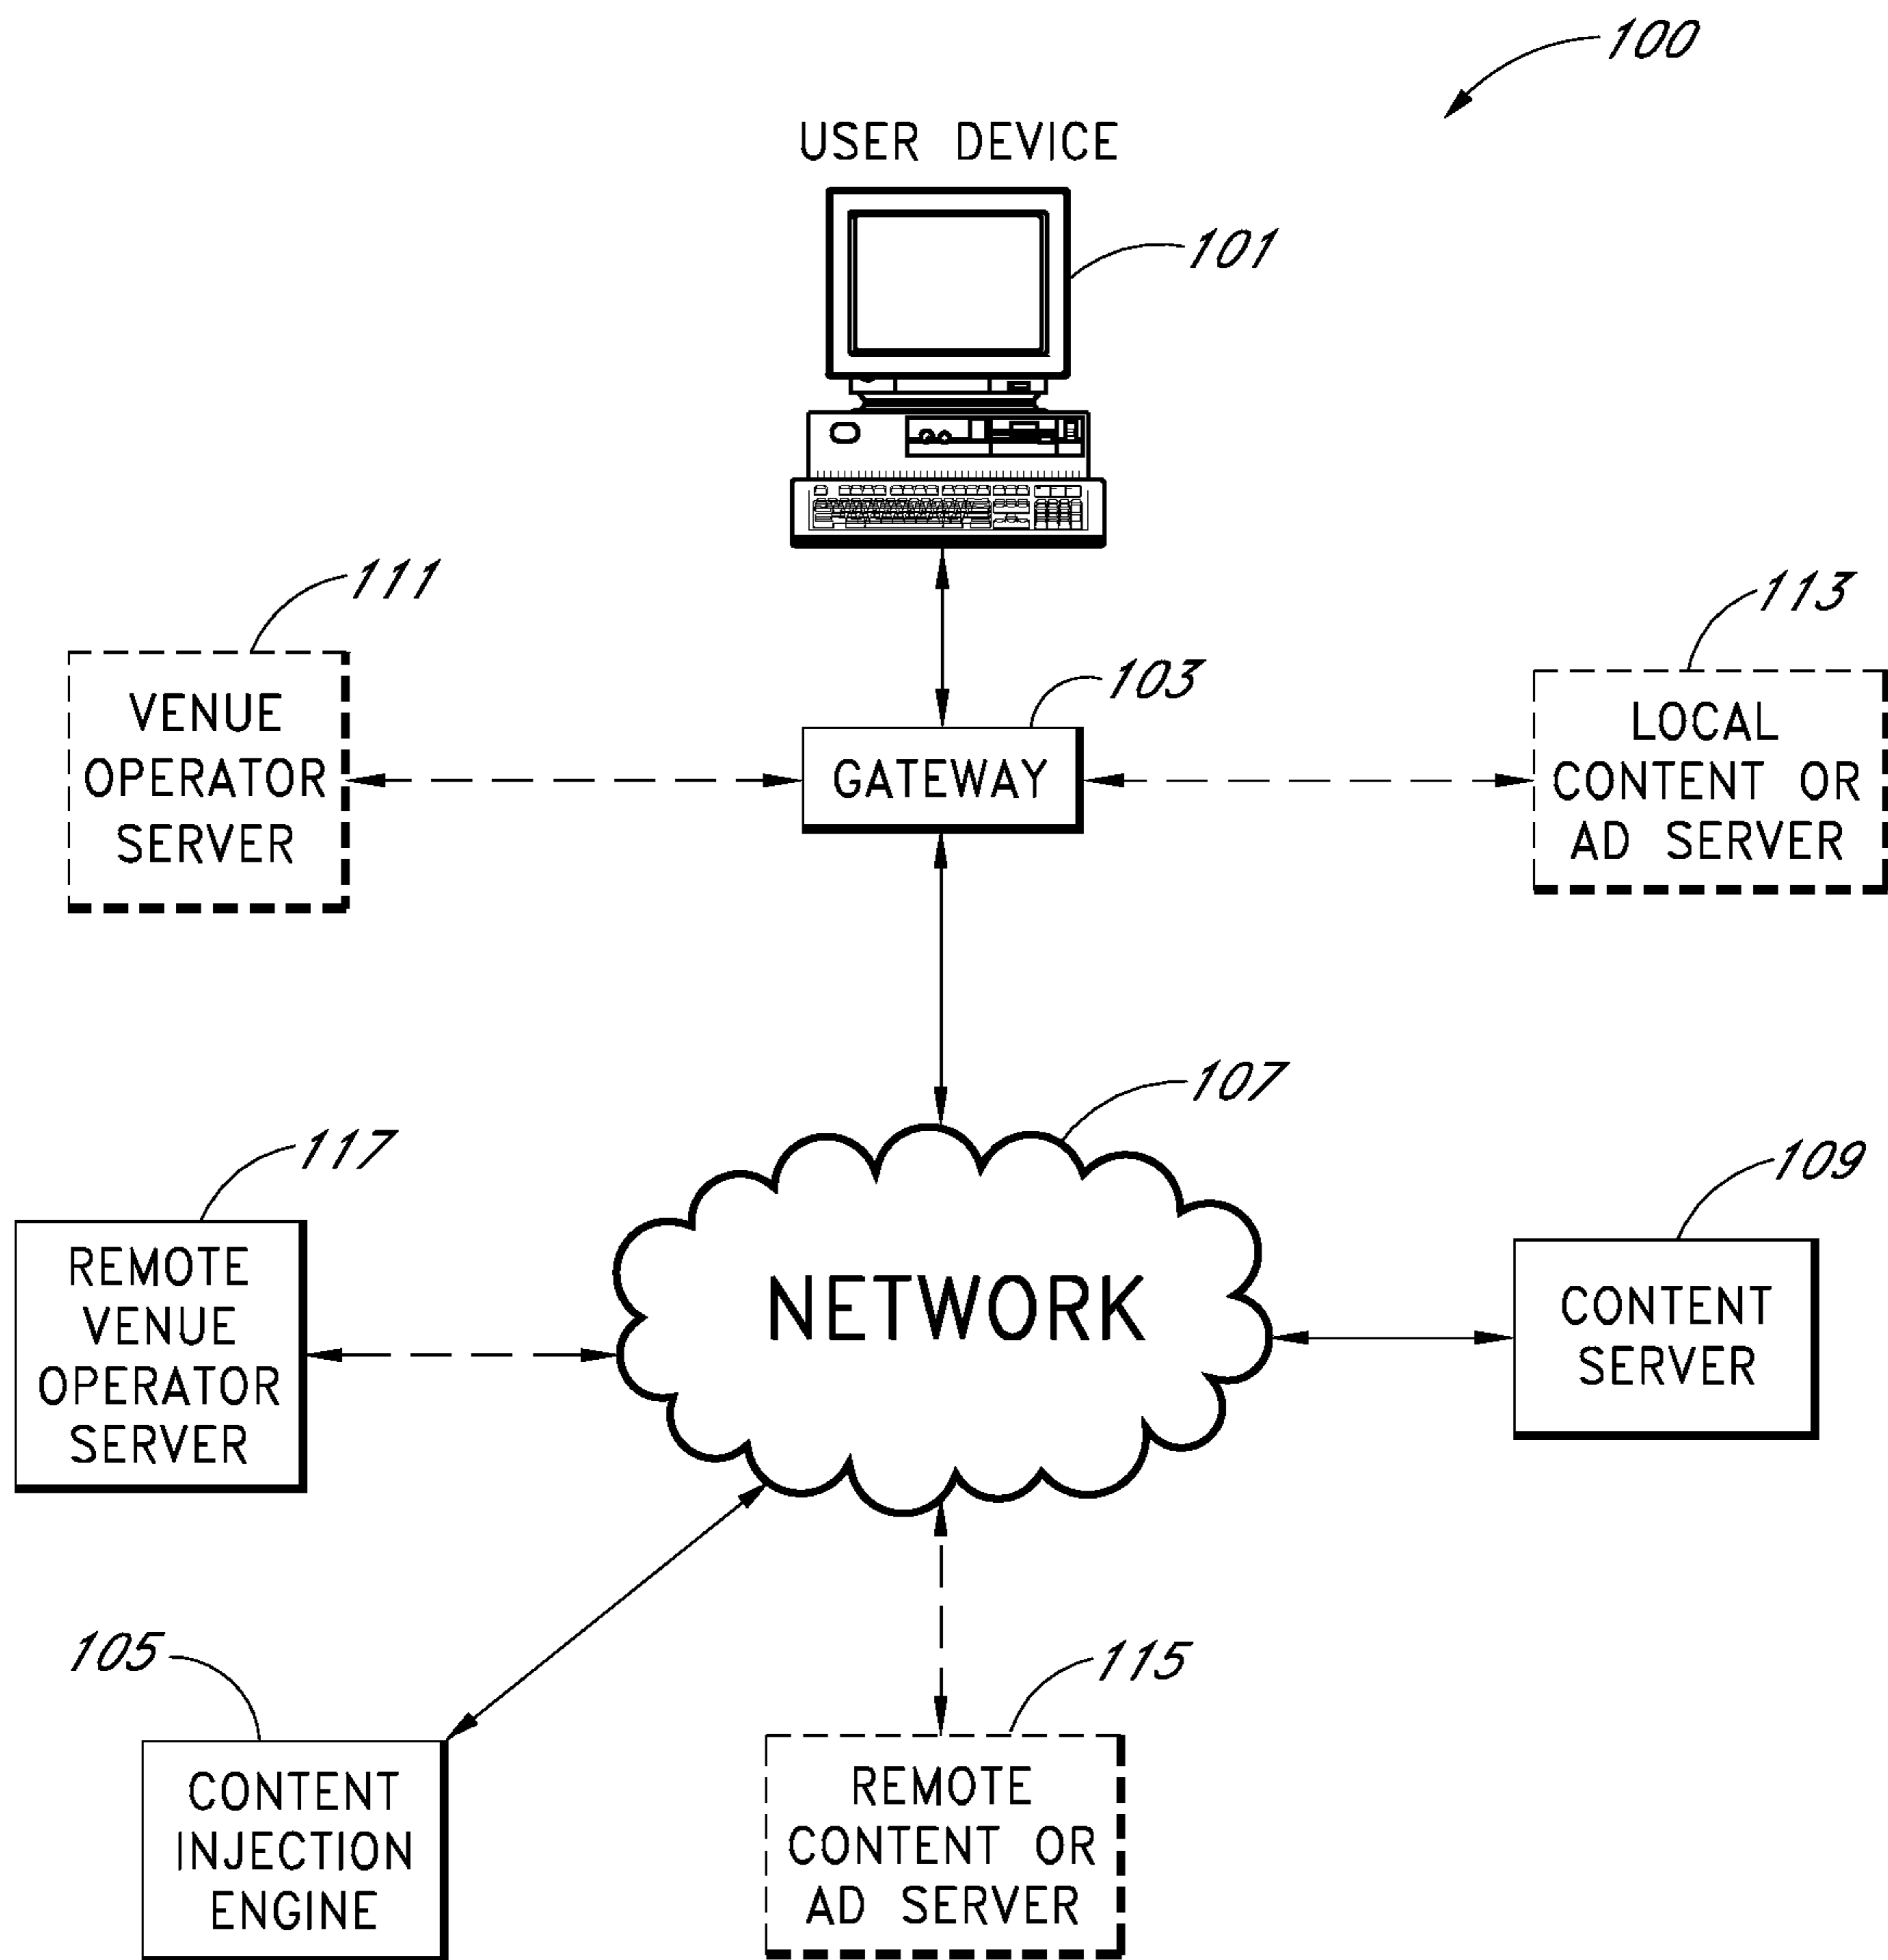 100
USER DEVICE
101
111
113
103
VENUE
OPERATOR
SERVER
GATEWAY
LOCAL
CONTENT OR
AD SERVER
107
117
109
REMOTE
VENUE
OPERATOR
SERVER
NETWORK
CONTENT
SERVER
105
115
CONTENT
INJECTION
ENGINE
REMOTE
CONTENT OR
AD SERVER